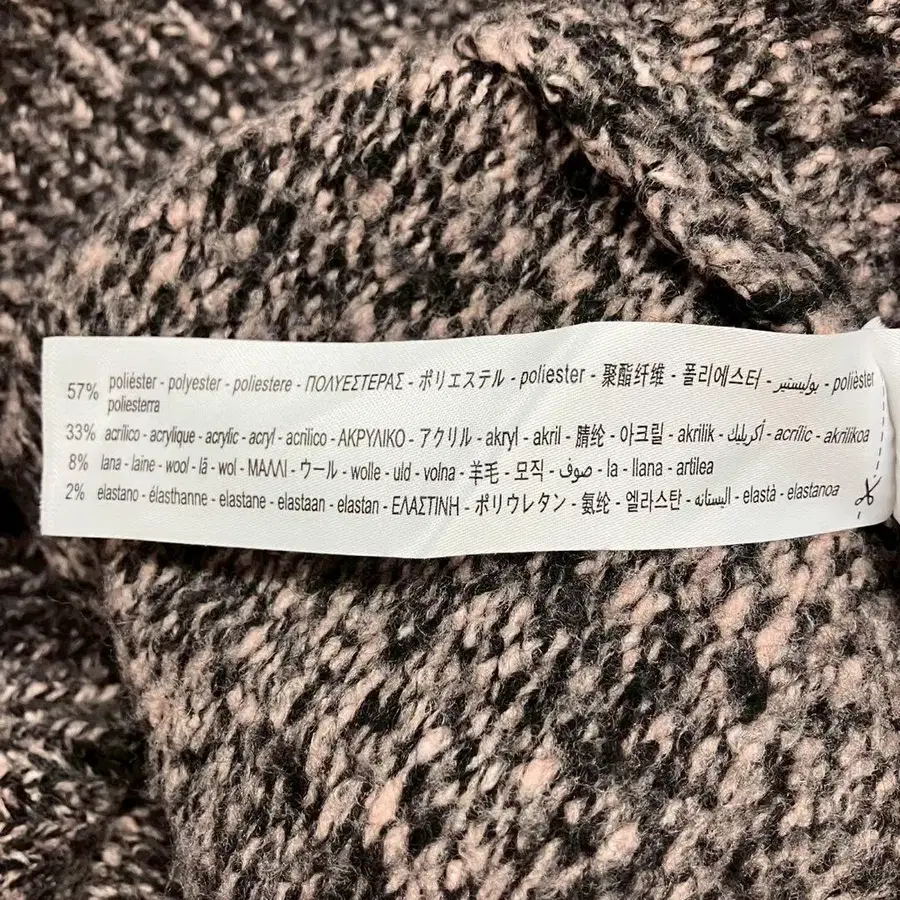 57% poliéster - polyester - poliestere - ΠΟΛΥΕΣΤΕΡΑΣ - ポリエステル - poliester - 聚酯纤维 - 폴리에스터 - بوليستير - polièster
poliesterra
33% acrílico - acrylique - acrylic - acryl - acrilico - ΑΚΡΥΛΙΚΟ - アクリル - akryl - akril - 腈纶 - 아크릴 - akrilik - أكريليك - acrílic - akrilikoa
8% lana - laine - wool - lã - wol - ΜΑΛΛΙ - ウール - wolle - uld - volna - 羊毛 - 모직 - صوف - la - llana - artilea
2% elastano - élasthanne - elastane - elastaan - elastan - ΕΛΑΣΤΙΝΗ - ポリウレタン - 氨纶 - 엘라스탄 - اليستانه - elastà - elastanoa